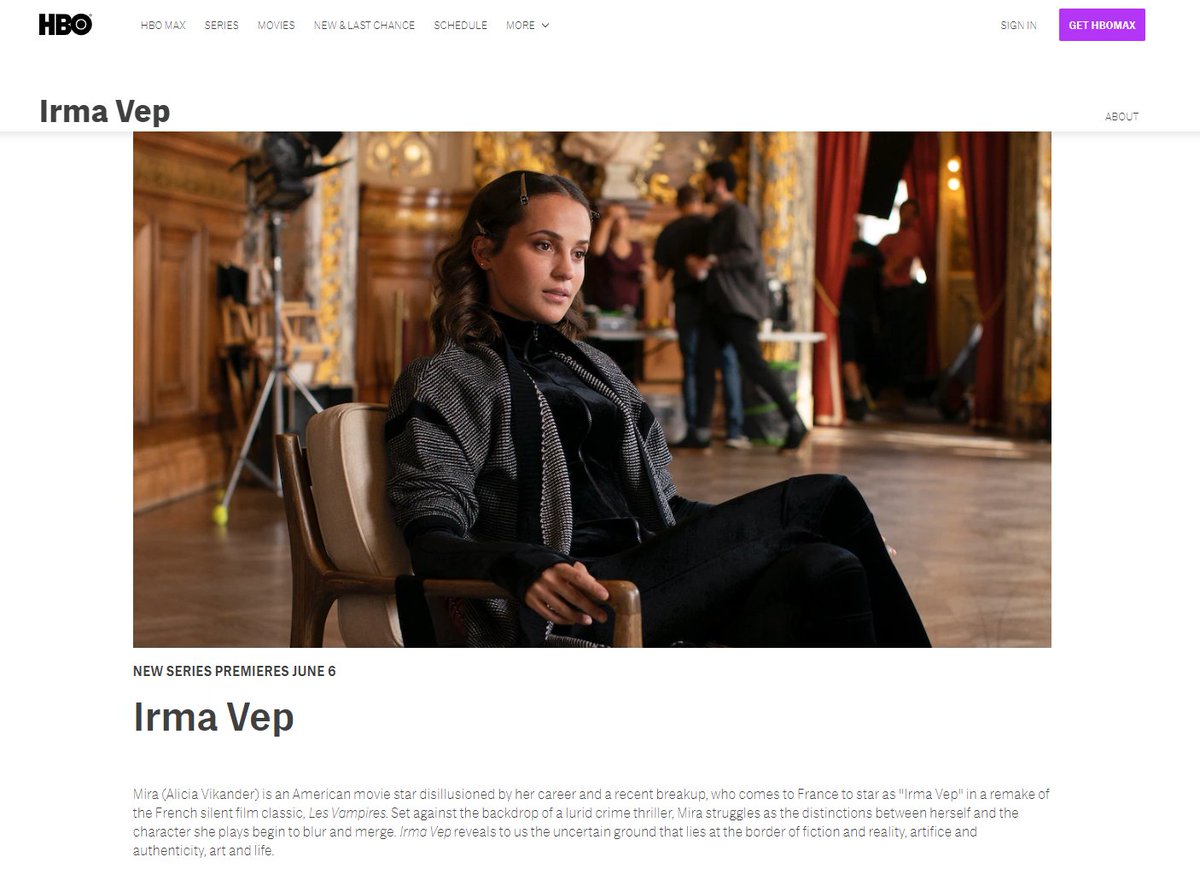 HBO HBO MAX SERIES MOVIES NEW & LAST CHANCE SCHEDULE MORE SIGN IN GET HBOMAX
Irma Vep
ABOUT
NEW SERIES PREMIERES JUNE 6
Irma Vep
Mira (Alicia Vikander) is an American movie star disillusioned by her career and a recent breakup, who comes to France to star as "Irma Vep" in a remake of
the French silent film classic, Les Vampires. Set against the backdrop of a lurid crime thriller, Mira struggles as the distinctions between herself and the
character she plays begin to blur and merge. Irma Vep reveals to us the uncertain ground that lies at the border of fiction and reality, artifice and
authenticity, art and life.